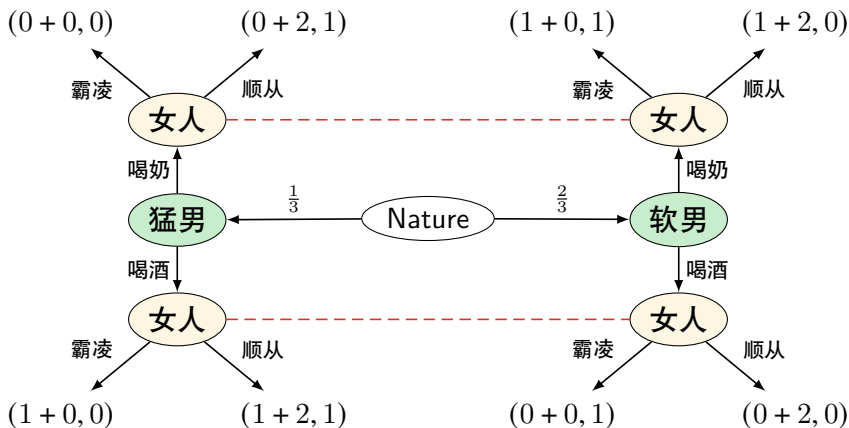 (0 + 0, 0) (0 + 2, 1) (1 + 0, 1) (1 + 2, 0)
霸凌 顺从 霸凌 顺从
女人 女人
喝奶 喝奶
1/3 2/3
猛男 Nature 软男
喝酒 喝酒
女人 女人
霸凌 顺从 霸凌 顺从
(1 + 0, 0) (1 + 2, 1) (0 + 0, 1) (0 + 2, 0)